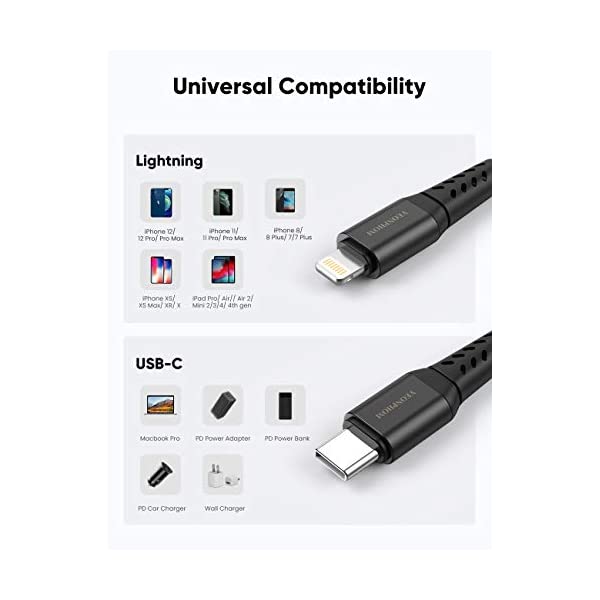 Universal Compatibility
Lightning
iPhone 12/
12 Pro/ Pro Max
iPhone 11/
11 Pro/ Pro Max
iPhone 8/
8 Plus/ 7/7 Plus
iPhone XS/
XS Max/ XR/ X
iPad Pro/ Air// Air 2/
Mini 2/3/4/ 4th gen
USB-C
Macbook Pro
PD Power Adapter
PD Power Bank
PD Car Charger
Wall Charger